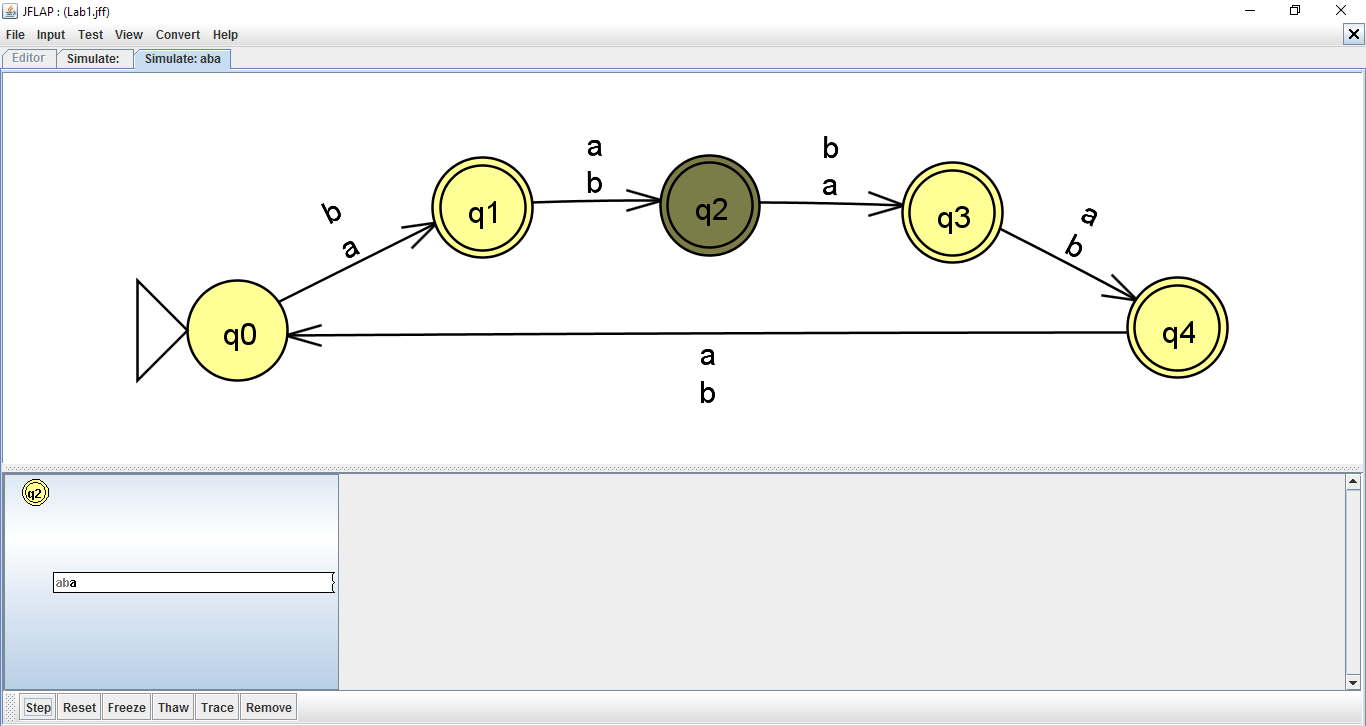 JFLAP : (Lab1.jff)
File Input Test View Convert Help
Editor Simulate: Simulate: aba
a
b
b
a
b
a
a
b
q1
q2
q3
q0
q4
a
b
q2
aba
Step Reset Freeze Thaw Trace Remove